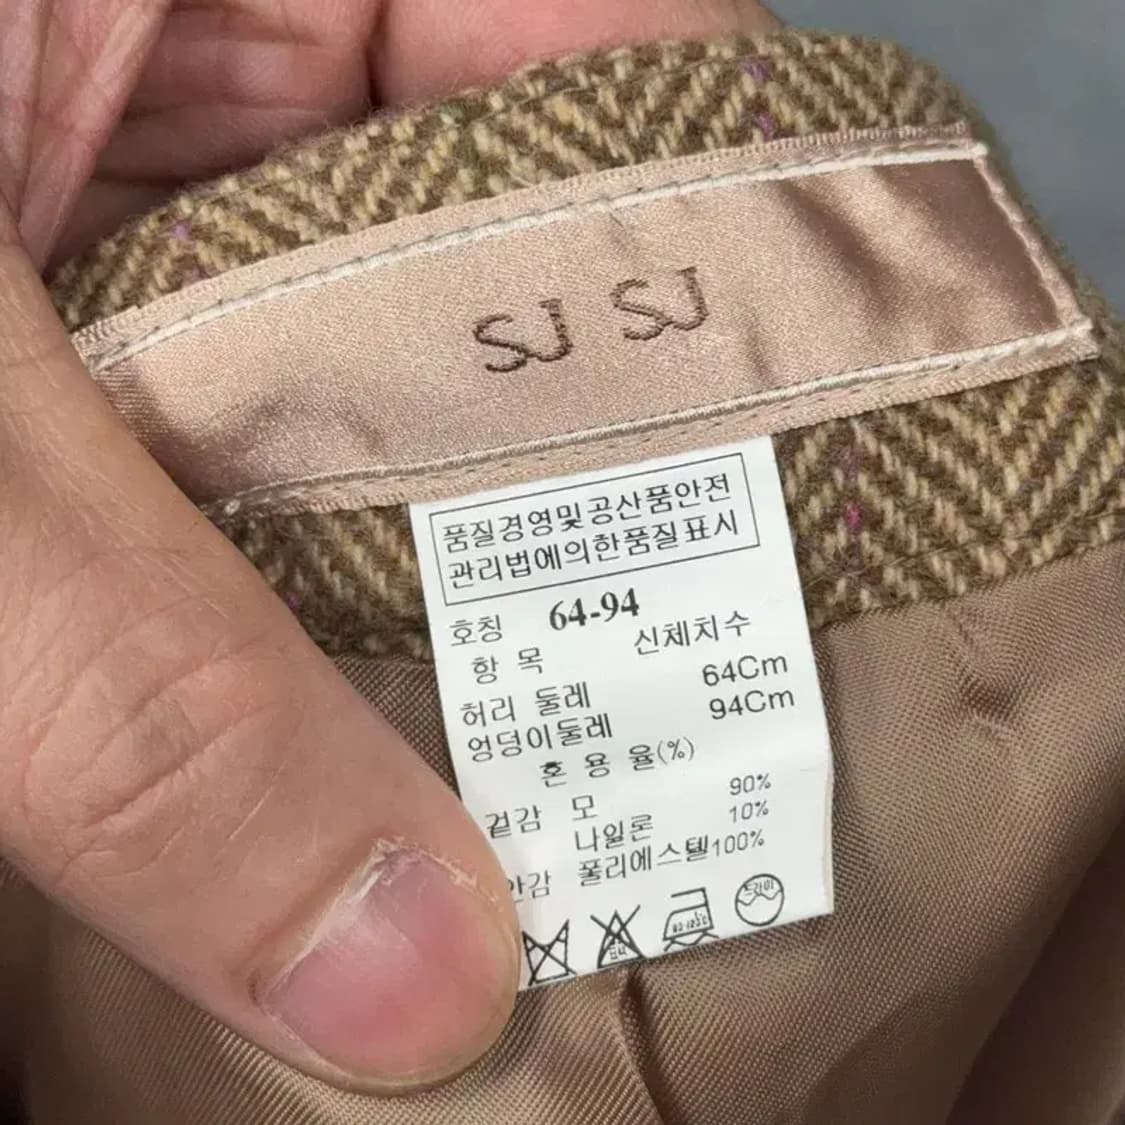 SJ SJ
품질경영및공산품안전
관리법에의한품질표시
호칭 64-94
항 목 신체치수
허리 둘레 64Cm
엉덩이둘레 94Cm
혼 용 율(%)
겉감 모 90%
나일론 10%
안감 폴리에스텔100%
드라이